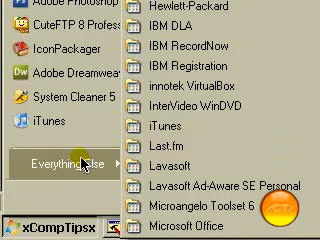 Adobe Photoshop
CuteFTP 8 Profess
IconPackager
Adobe Dreamweav
System Cleaner 5
iTunes
Everything Else
xCompTipsx
Hewlett-Packard
IBM DLA
IBM RecordNow
IBM Registration
innotek VirtualBox
InterVideo WinDVD
iTunes
Last.fm
Lavasoft
Lavasoft Ad-Aware SE Personal
Microangelo Toolset 6
Microsoft Office